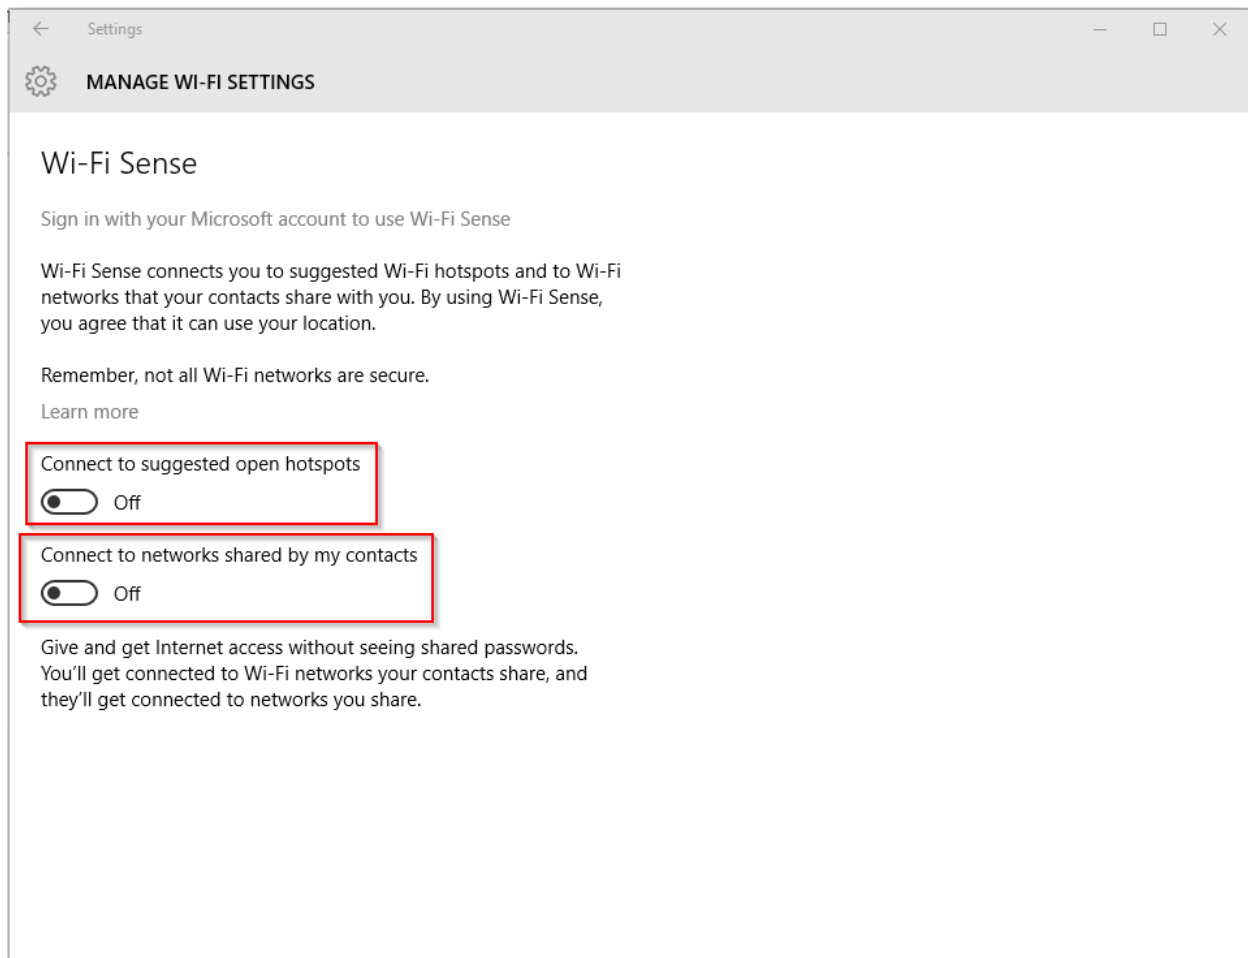 Settings
MANAGE WI-FI SETTINGS
Wi-Fi Sense
Sign in with your Microsoft account to use Wi-Fi Sense
Wi-Fi Sense connects you to suggested Wi-Fi hotspots and to Wi-Fi
networks that your contacts share with you. By using Wi-Fi Sense,
you agree that it can use your location.
Remember, not all Wi-Fi networks are secure.
Learn more
Connect to suggested open hotspots
Off
Connect to networks shared by my contacts
Off
Give and get Internet access without seeing shared passwords.
You’ll get connected to Wi-Fi networks your contacts share, and
they’ll get connected to networks you share.